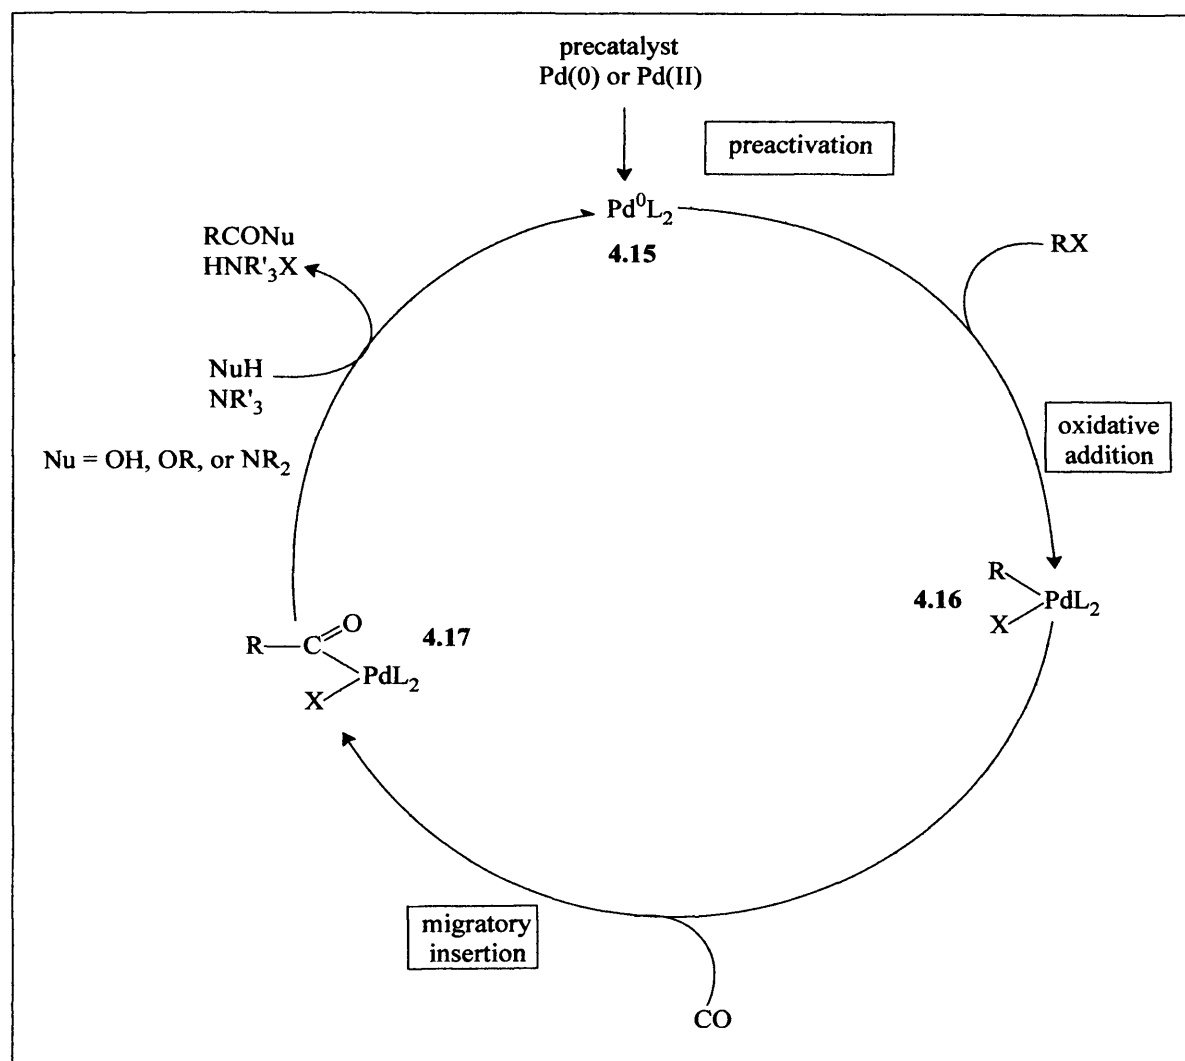 precatalyst
Pd(0) or Pd(II)
preactivation
Pd⁰L₂
4.15
RX
RCONu
HNR'₃X
NuH
NR'₃
Nu = OH, OR, or NR₂
oxidative
addition
R
4.16
PdL₂
X
O
R—C
4.17
PdL₂
X
migratory
insertion
CO